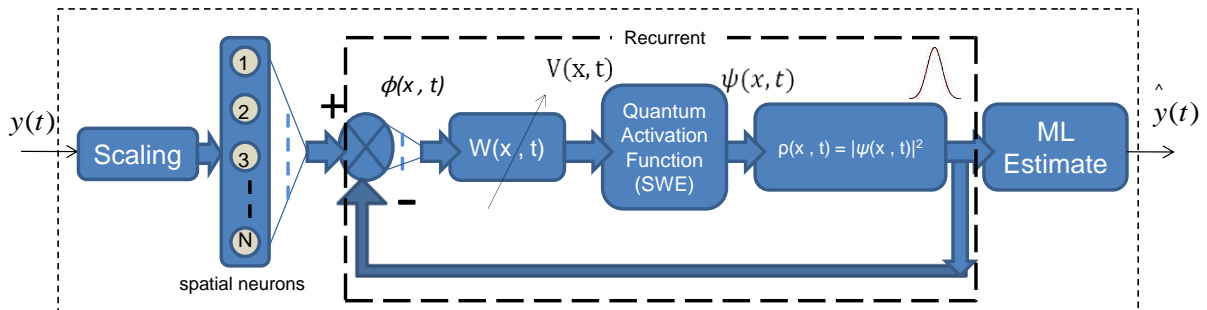 Recurrent
y(t)
Scaling
1
2
3
N
spatial neurons
+
-
ϕ(x , t)
W(x , t)
V(x, t)
Quantum
Activation
Function
(SWE)
ψ(x, t)
ρ(x , t) = |ψ(x , t)|²
ML
Estimate
^
y(t)